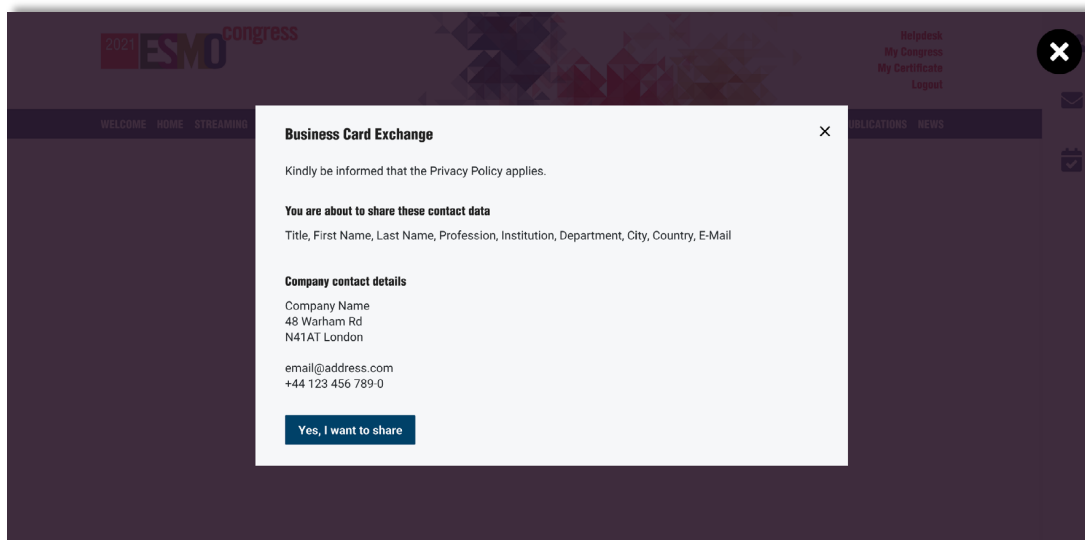 2021 ESMO congress
Helpdesk
My Congress
My Certificate
Logout
WELCOME HOME STREAMING
PUBLICATIONS NEWS
Business Card Exchange
Kindly be informed that the Privacy Policy applies.
You are about to share these contact data
Title, First Name, Last Name, Profession, Institution, Department, City, Country, E-Mail
Company contact details
Company Name
48 Warham Rd
N41AT London
email@address.com
+44 123 456 789-0
Yes, I want to share